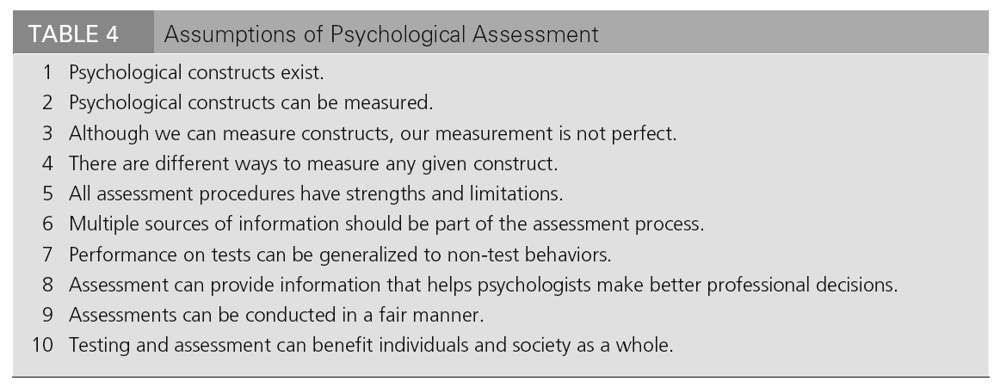 TABLE 4 Assumptions of Psychological Assessment
1 Psychological constructs exist.
2 Psychological constructs can be measured.
3 Although we can measure constructs, our measurement is not perfect.
4 There are different ways to measure any given construct.
5 All assessment procedures have strengths and limitations.
6 Multiple sources of information should be part of the assessment process.
7 Performance on tests can be generalized to non-test behaviors.
8 Assessment can provide information that helps psychologists make better professional decisions.
9 Assessments can be conducted in a fair manner.
10 Testing and assessment can benefit individuals and society as a whole.